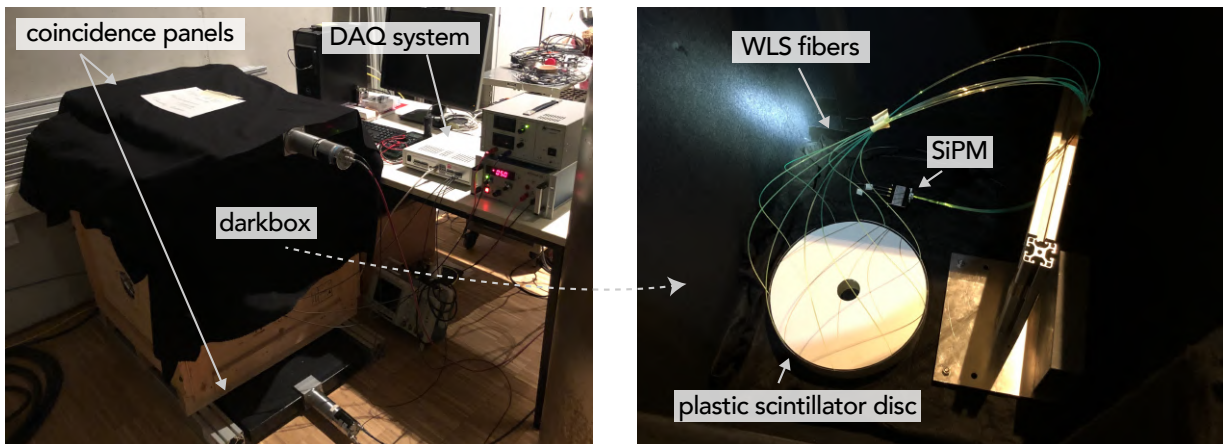 coincidence panels
DAQ system
darkbox
WLS fibers
SiPM
plastic scintillator disc